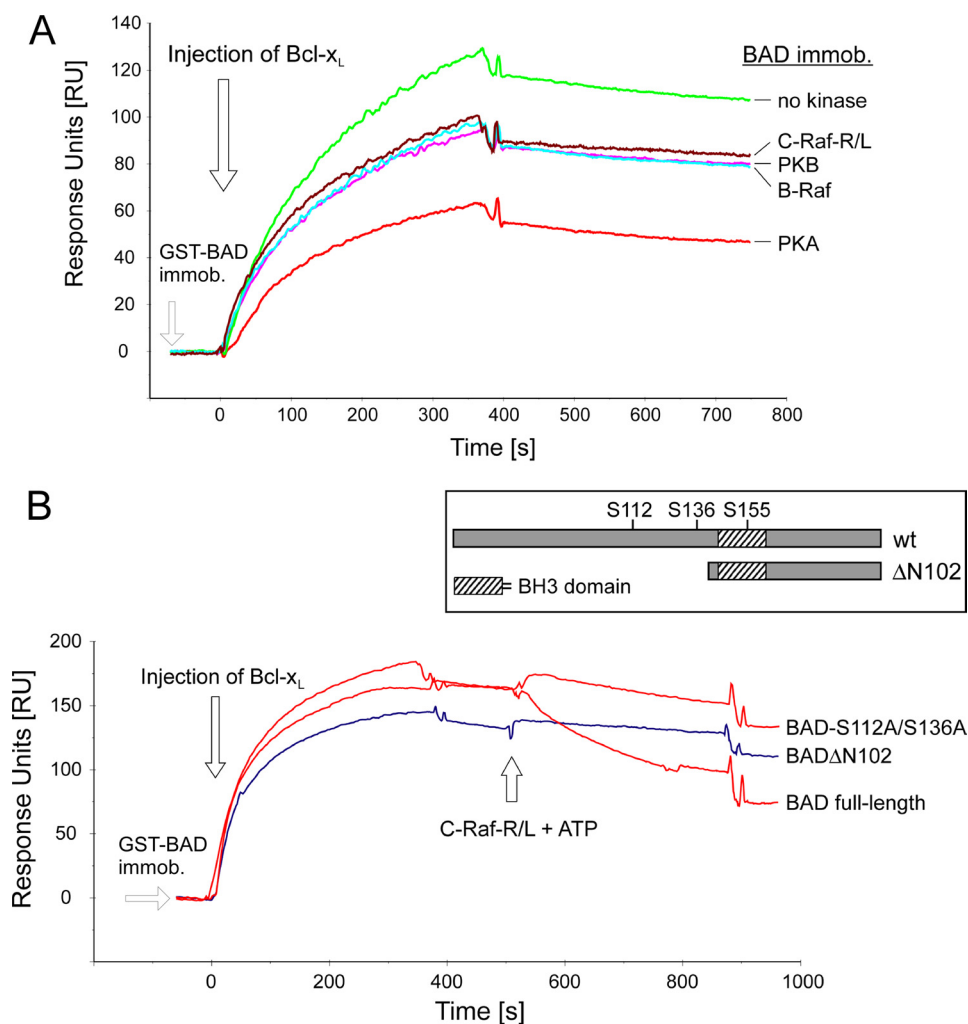 A
140
120
100
80
60
40
20
0
Response Units [RU]
Injection of Bcl-xL
GST-BAD
immob.
BAD immob.
no kinase
C-Raf-R/L
PKB
B-Raf
PKA
0 100 200 300 400 500 600 700 800
Time [s]
B
S112 S136 S155
wt
ΔN102
= BH3 domain
200
150
100
50
0
Response Units [RU]
Injection of Bcl-xL
GST-BAD
immob.
C-Raf-R/L + ATP
BAD-S112A/S136A
BADΔN102
BAD full-length
0 200 400 600 800 1000
Time [s]